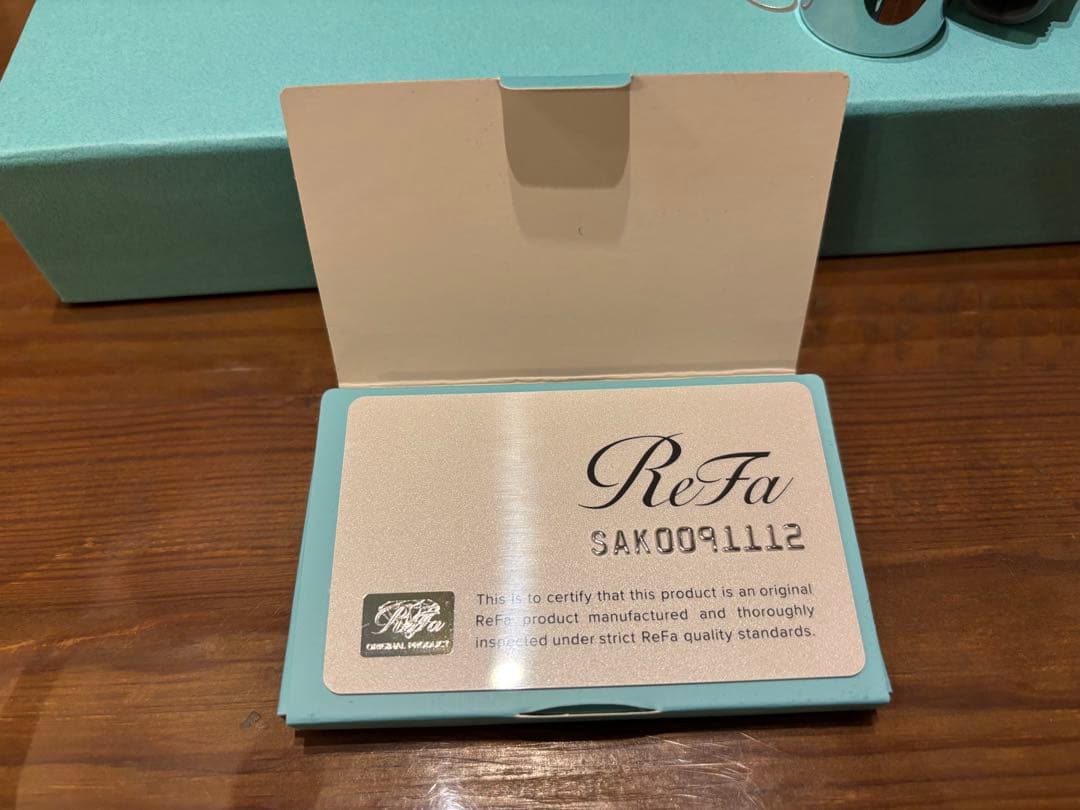 ReFa
SAK0091112
This is to certify that this product is an original
ReFa product manufactured and thoroughly
inspected under strict ReFa quality standards.
ReFa
ORIGINAL PRODUCT